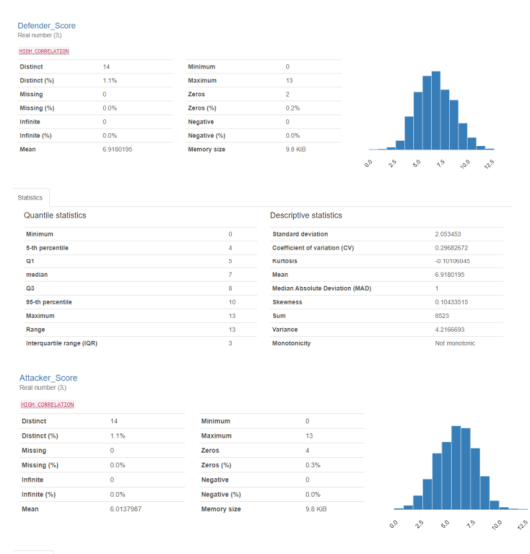 Defender_Score
Real number (ℝ)
HIGH CORRELATION
Distinct 14 Minimum 0
Distinct (%) 1.1% Maximum 13
Missing 0 Zeros 2
Missing (%) 0.0% Zeros (%) 0.2%
Infinite 0 Negative 0
Infinite (%) 0.0% Negative (%) 0.0%
Mean 6.9180195 Memory size 9.8 KiB
0.0 2.5 5.0 7.5 10.0 12.5
Statistics
Quantile statistics Descriptive statistics
Minimum 0 Standard deviation 2.053453
5-th percentile 4 Coefficient of variation (CV) 0.29682672
Q1 5 Kurtosis -0.10106045
median 7 Mean 6.9180195
Q3 8 Median Absolute Deviation (MAD) 1
95-th percentile 10 Skewness 0.10433515
Maximum 13 Sum 8523
Range 13 Variance 4.2166693
Interquartile range (IQR) 3 Monotonicity Not monotonic
Attacker_Score
Real number (ℝ)
HIGH CORRELATION
Distinct 14 Minimum 0
Distinct (%) 1.1% Maximum 13
Missing 0 Zeros 4
Missing (%) 0.0% Zeros (%) 0.3%
Infinite 0 Negative 0
Infinite (%) 0.0% Negative (%) 0.0%
Mean 6.0137987 Memory size 9.8 KiB
0.0 2.5 5.0 7.5 10.0 12.5